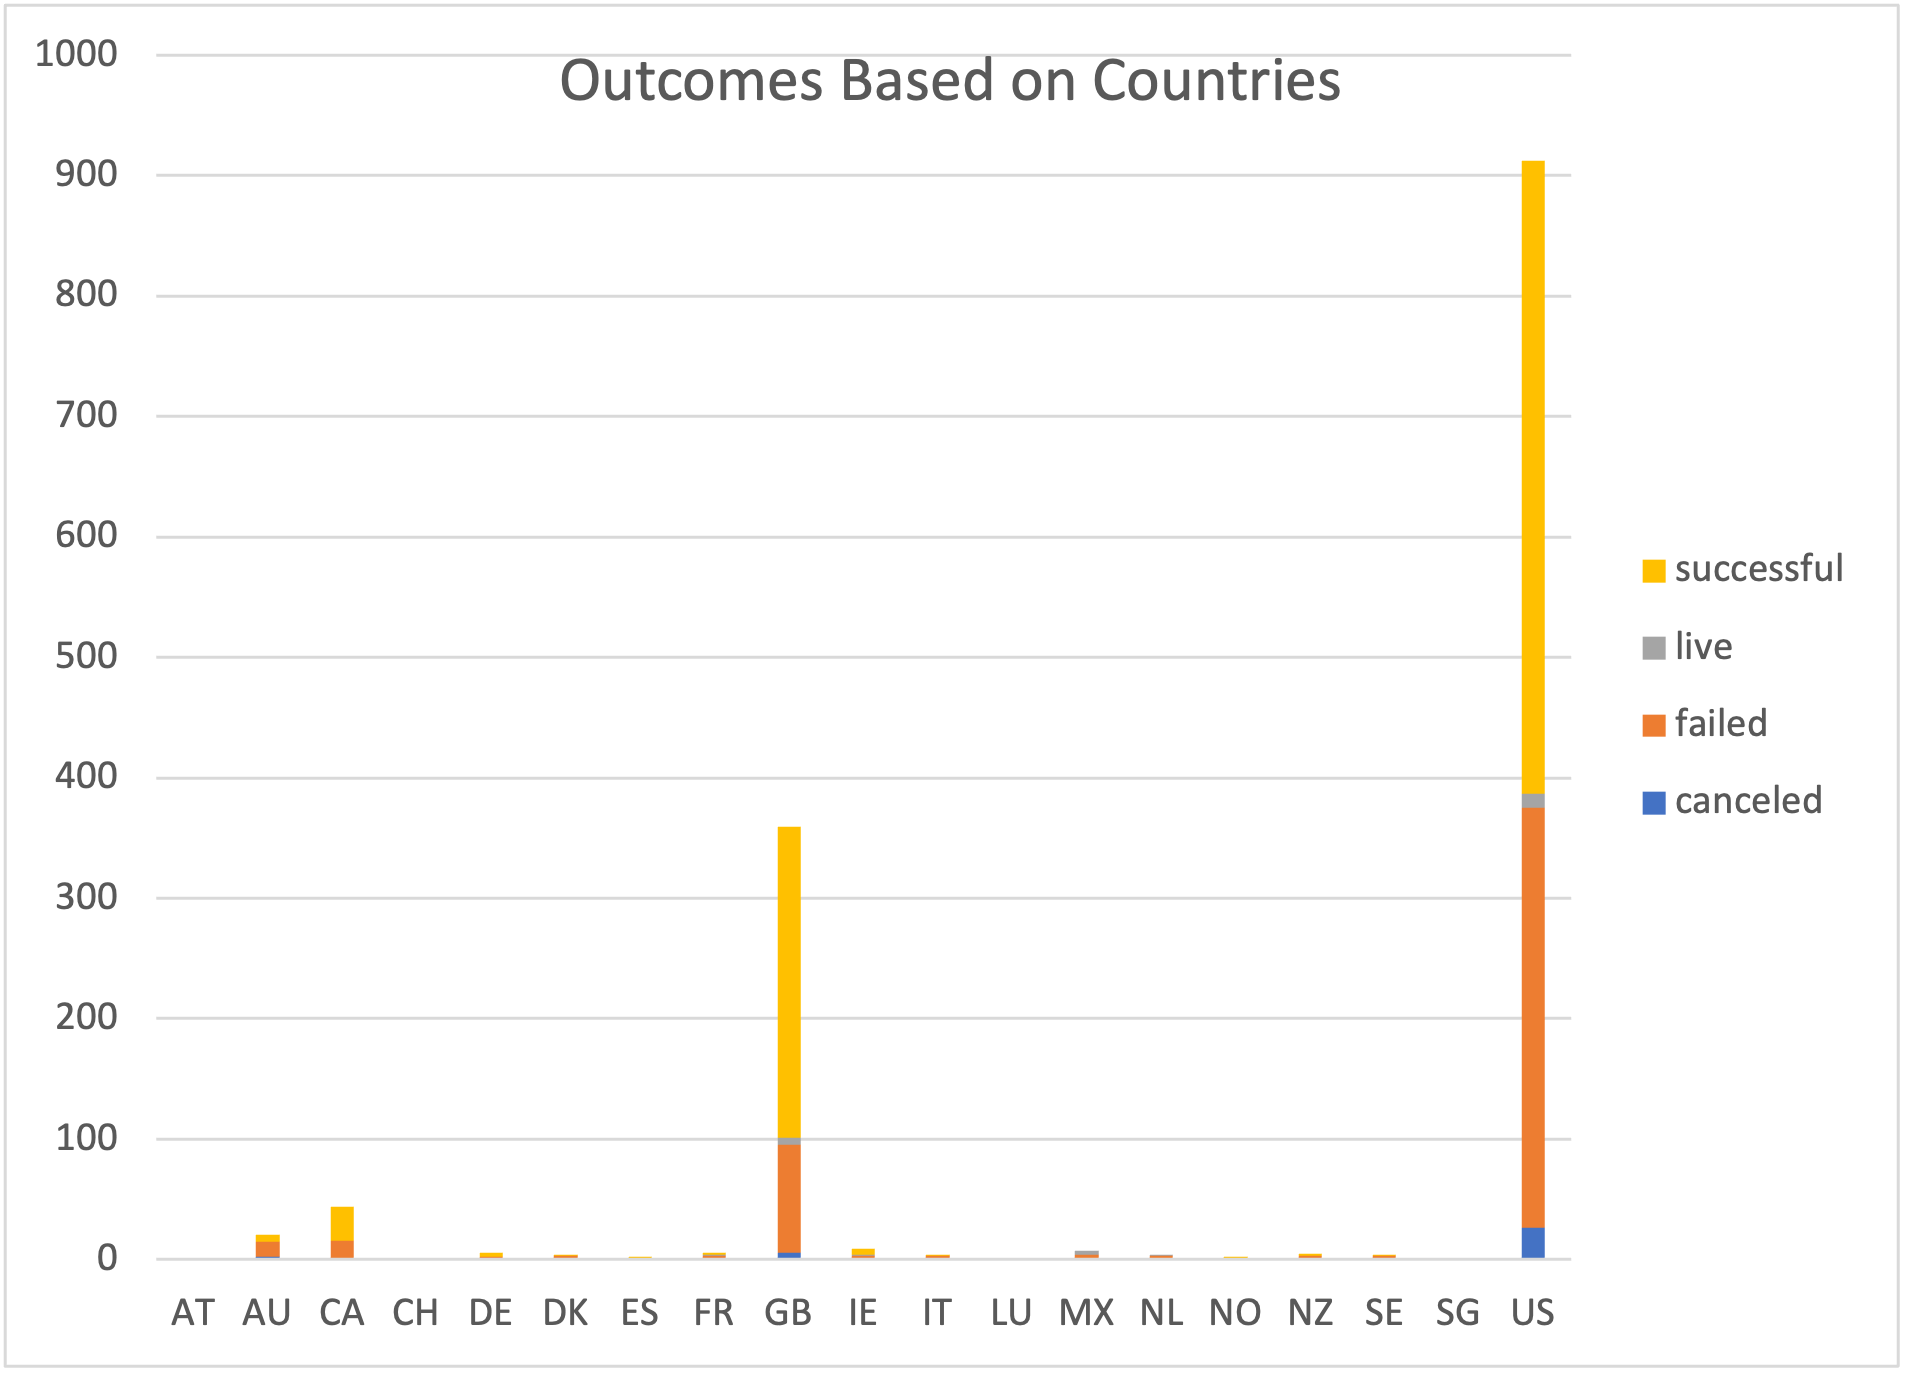 Outcomes Based on Countries
1000
900
800
700
600
500
400
300
200
100
0
AT AU CA CH DE DK ES FR GB IE IT LU MX NL NO NZ SE SG US
successful
live
failed
canceled